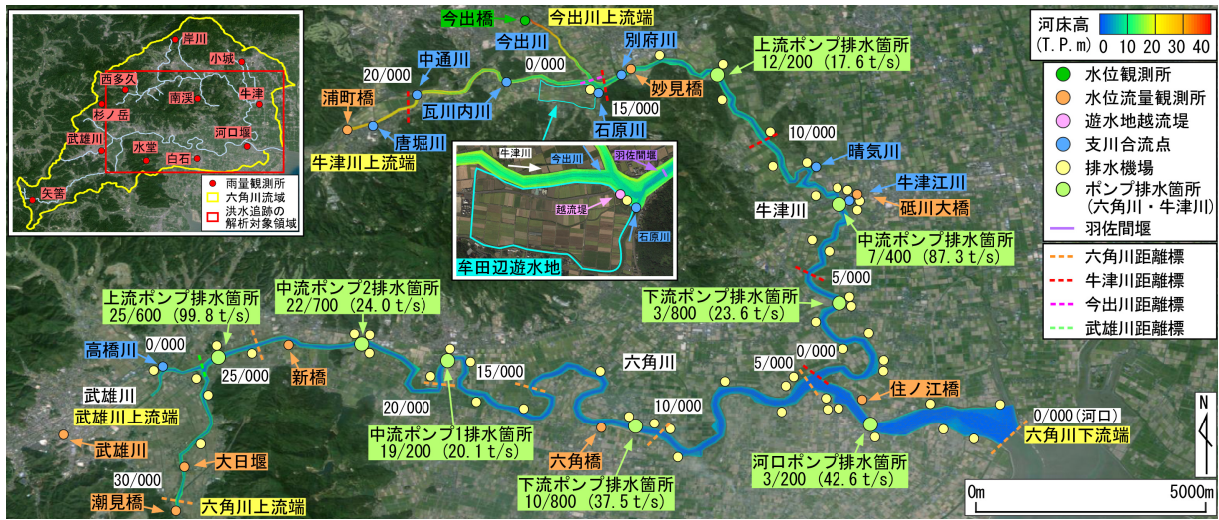 岸川
小城
西多久
南渓
牛津
杉ノ岳
武雄川
水堂
白石
河口堰
矢筈
雨量観測所
六角川流域
洪水追跡の
解析対象領域
今出橋
今出川上流端
今出川
0/000
別府川
妙見橋
上流ポンプ排水箇所
12/200 (17.6 t/s)
20/000
中通川
浦町橋
瓦川内川
唐堀川
牛津川上流端
石原川
15/000
10/000
晴気川
牛津江川
砥川大橋
牛津川
中流ポンプ排水箇所
7/400 (87.3 t/s)
5/000
下流ポンプ排水箇所
3/800 (23.6 t/s)
牛津川
今出川
羽佐間堰
越流堤
石原川
牟田辺遊水地
河床高
(T.P.m)
0 10 20 30 40
水位観測所
水位流量観測所
遊水地越流堤
支川合流点
排水機場
ポンプ排水箇所
(六角川・牛津川)
羽佐間堰
六角川距離標
牛津川距離標
今出川距離標
武雄川距離標
上流ポンプ排水箇所
25/600 (99.8 t/s)
中流ポンプ2排水箇所
22/700 (24.0 t/s)
0/000
高橋川
武雄川
武雄川上流端
武雄川
25/000
新橋
20/000
15/000
中流ポンプ1排水箇所
19/200 (20.1 t/s)
六角川
10/000
六角橋
下流ポンプ排水箇所
10/800 (37.5 t/s)
5/000
0/000
住ノ江橋
河口ポンプ排水箇所
3/200 (42.6 t/s)
0/000(河口)
六角川下流端
大日堰
30/000
潮見橋
六角川上流端
N
0m
5000m